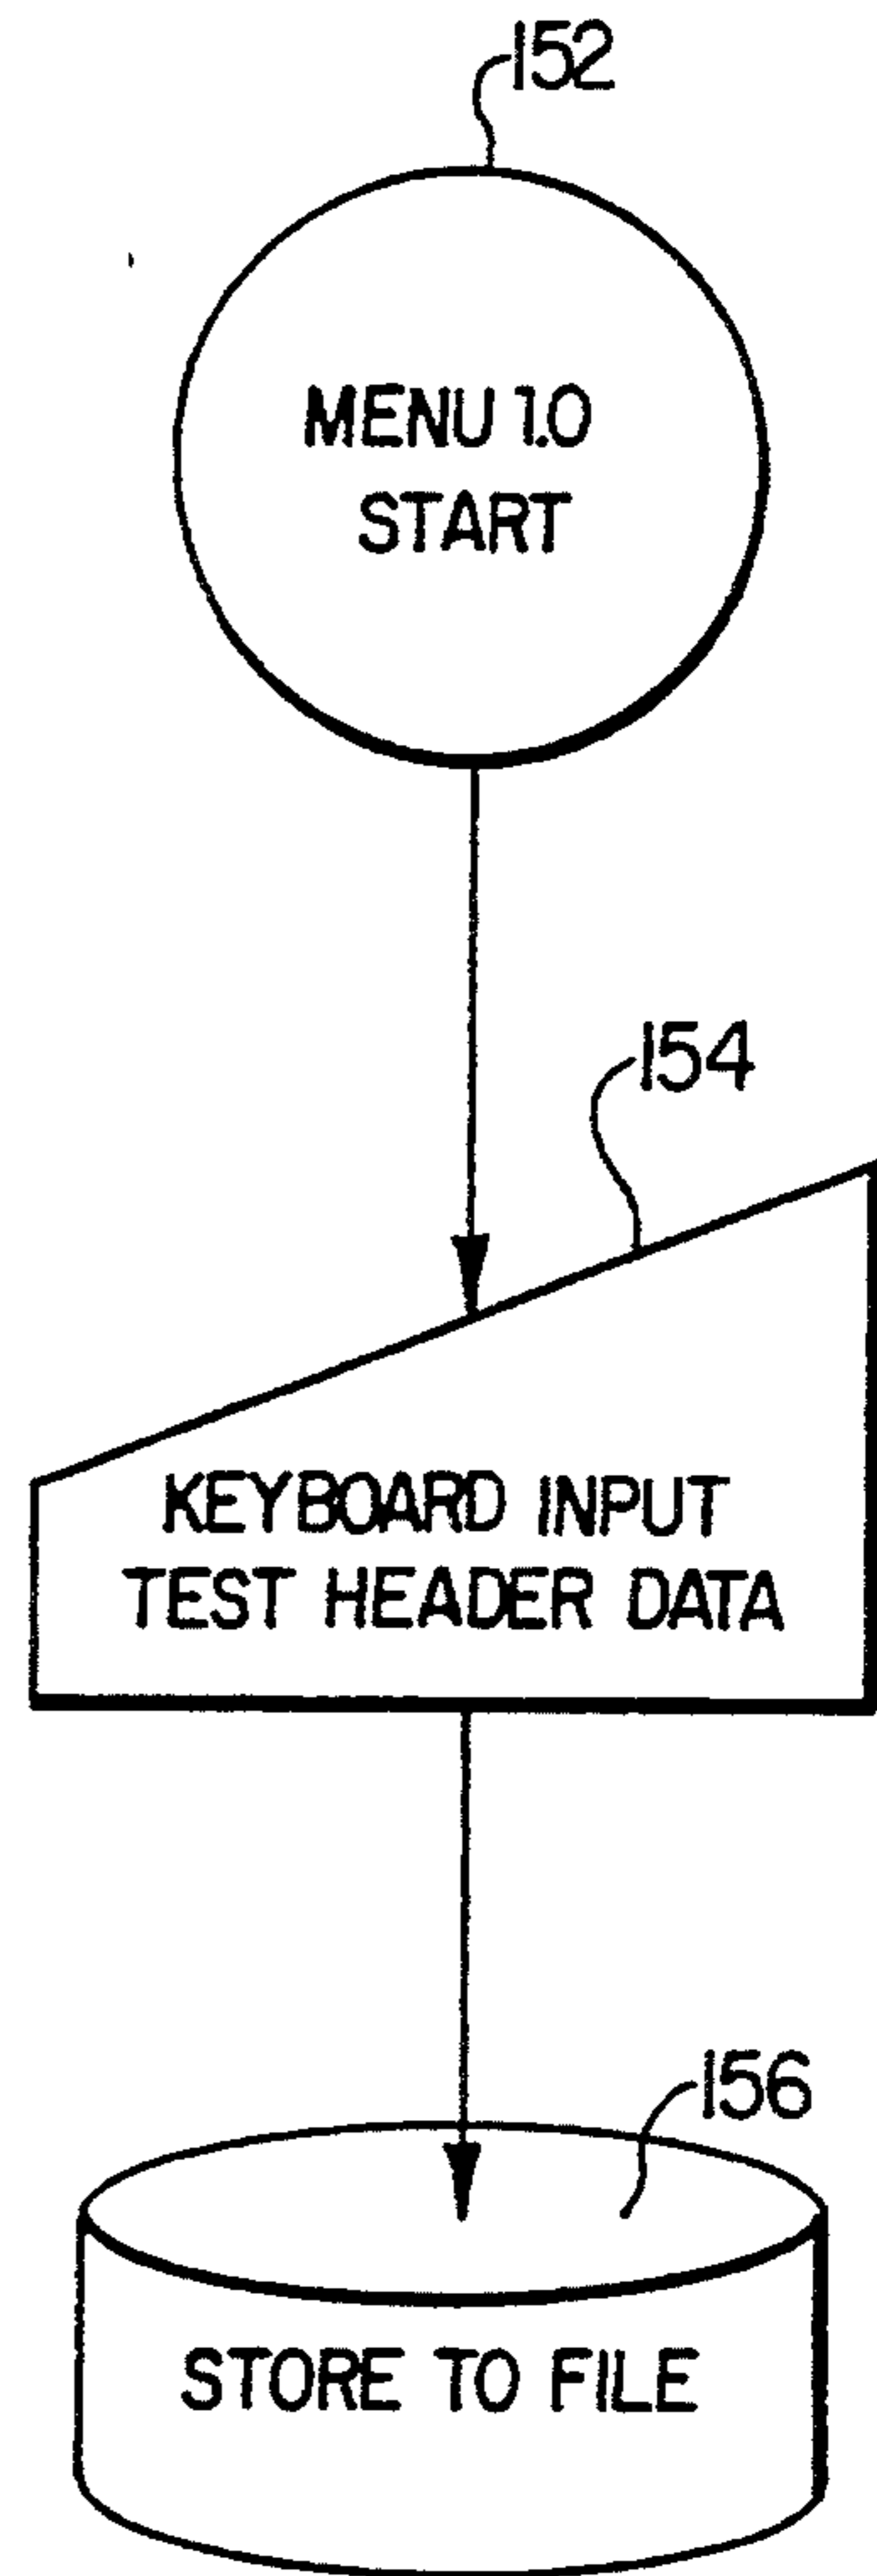 152
MENU 1.0
START
154
KEYBOARD INPUT
TEST HEADER DATA
156
STORE TO FILE